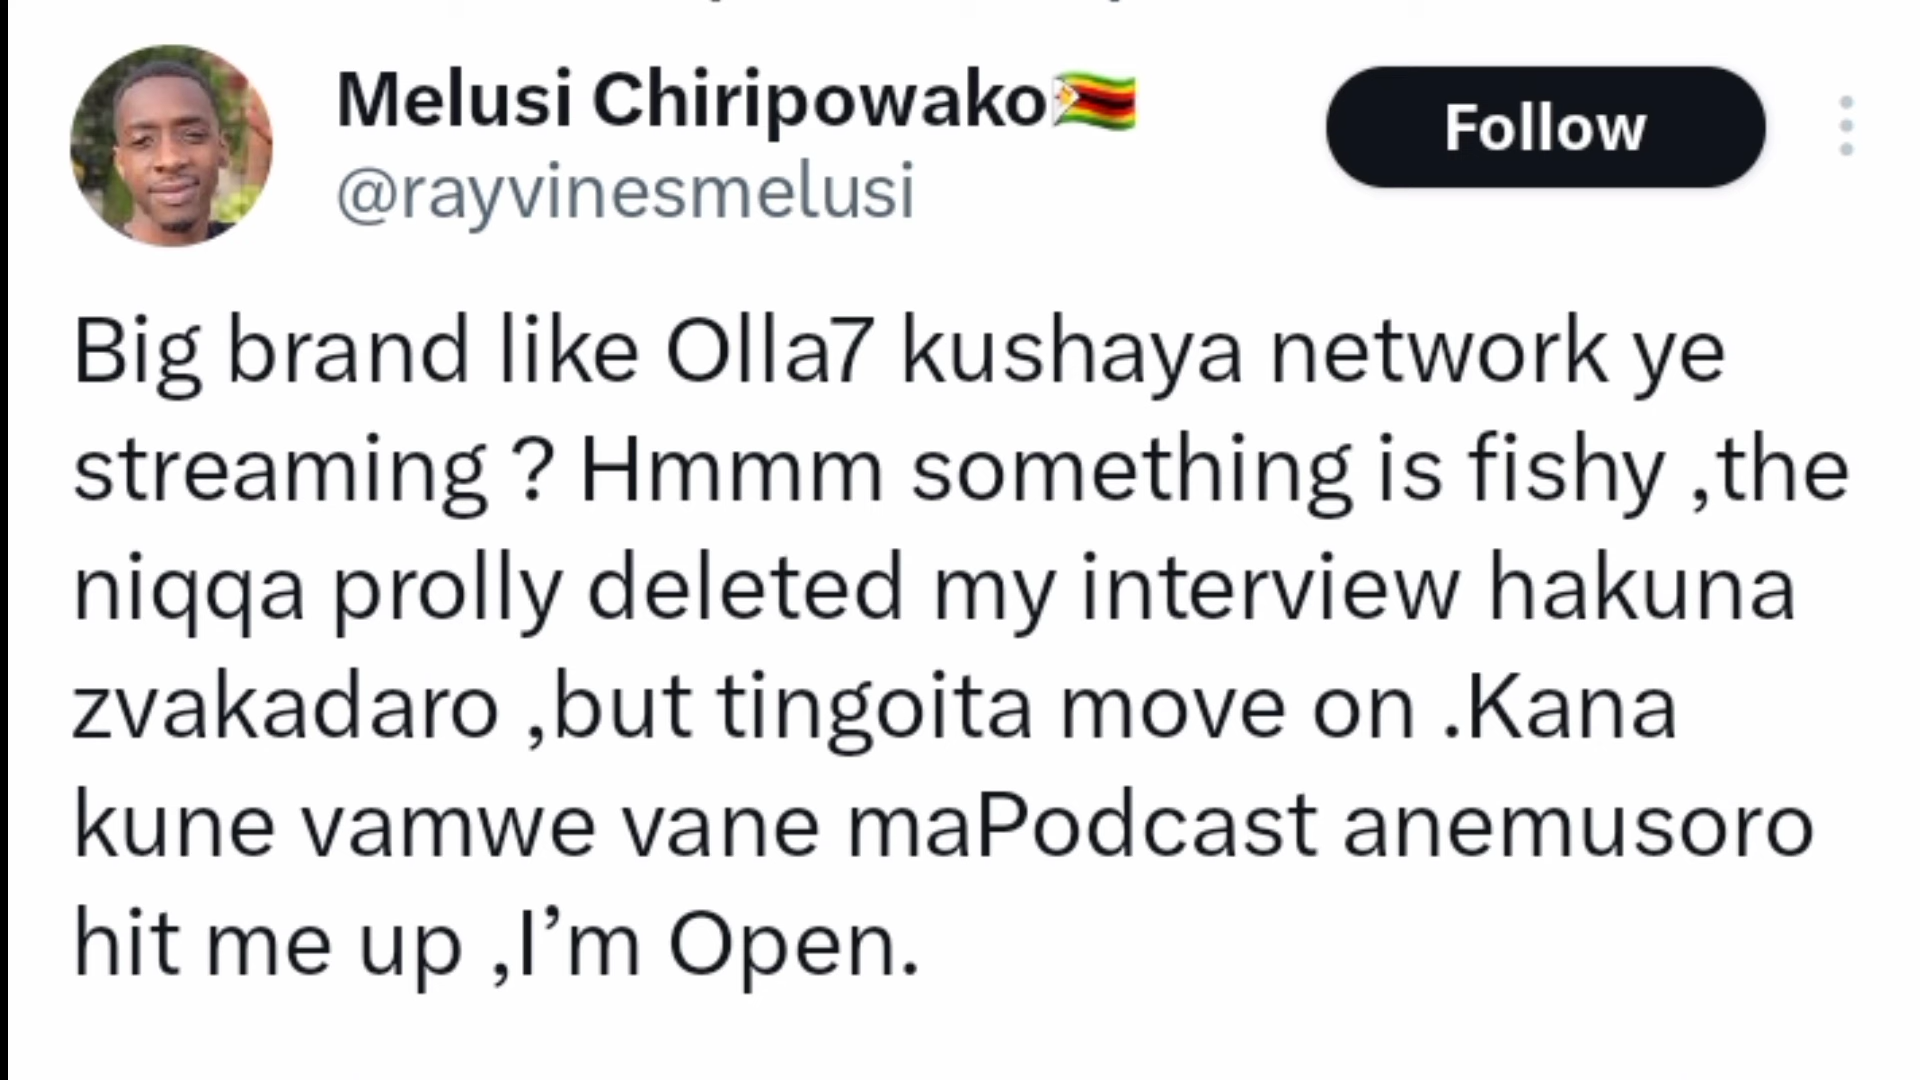 Melusi Chiripowako🇿🇼
@rayvinesmelusi
Follow
Big brand like Olla7 kushaya network ye
streaming ? Hmmm something is fishy ,the
niqqa prolly deleted my interview hakuna
zvakadaro ,but tingoita move on .Kana
kune vamwe vane maPodcast anemusoro
hit me up ,I’m Open.